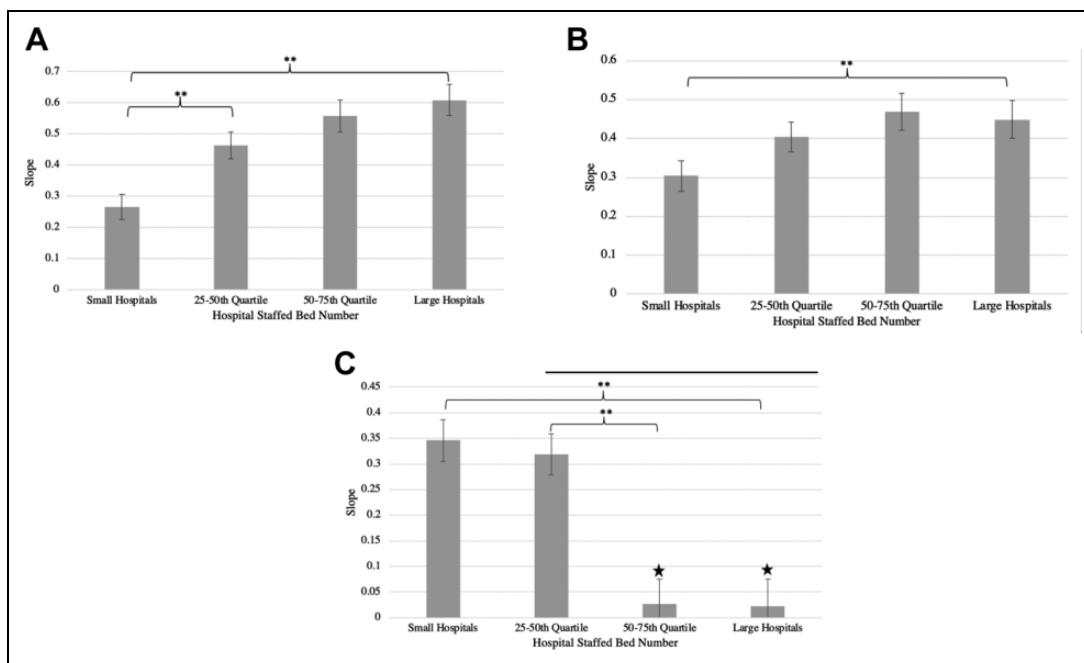 A
**
**
0.7
0.6
0.5
0.4
0.3
0.2
0.1
0
Slope
Small Hospitals 25-50th Quartile 50-75th Quartile Large Hospitals
Hospital Staffed Bed Number
B
**
0.6
0.5
0.4
0.3
0.2
0.1
0
Slope
Small Hospitals 25-50th Quartile 50-75th Quartile Large Hospitals
Hospital Staffed Bed Number
C
**
**
0.45
0.4
0.35
0.3
0.25
0.2
0.15
0.1
0.05
0
Slope
★ ★
Small Hospitals 25-50th Quartile 50-75th Quartile Large Hospitals
Hospital Staffed Bed Number